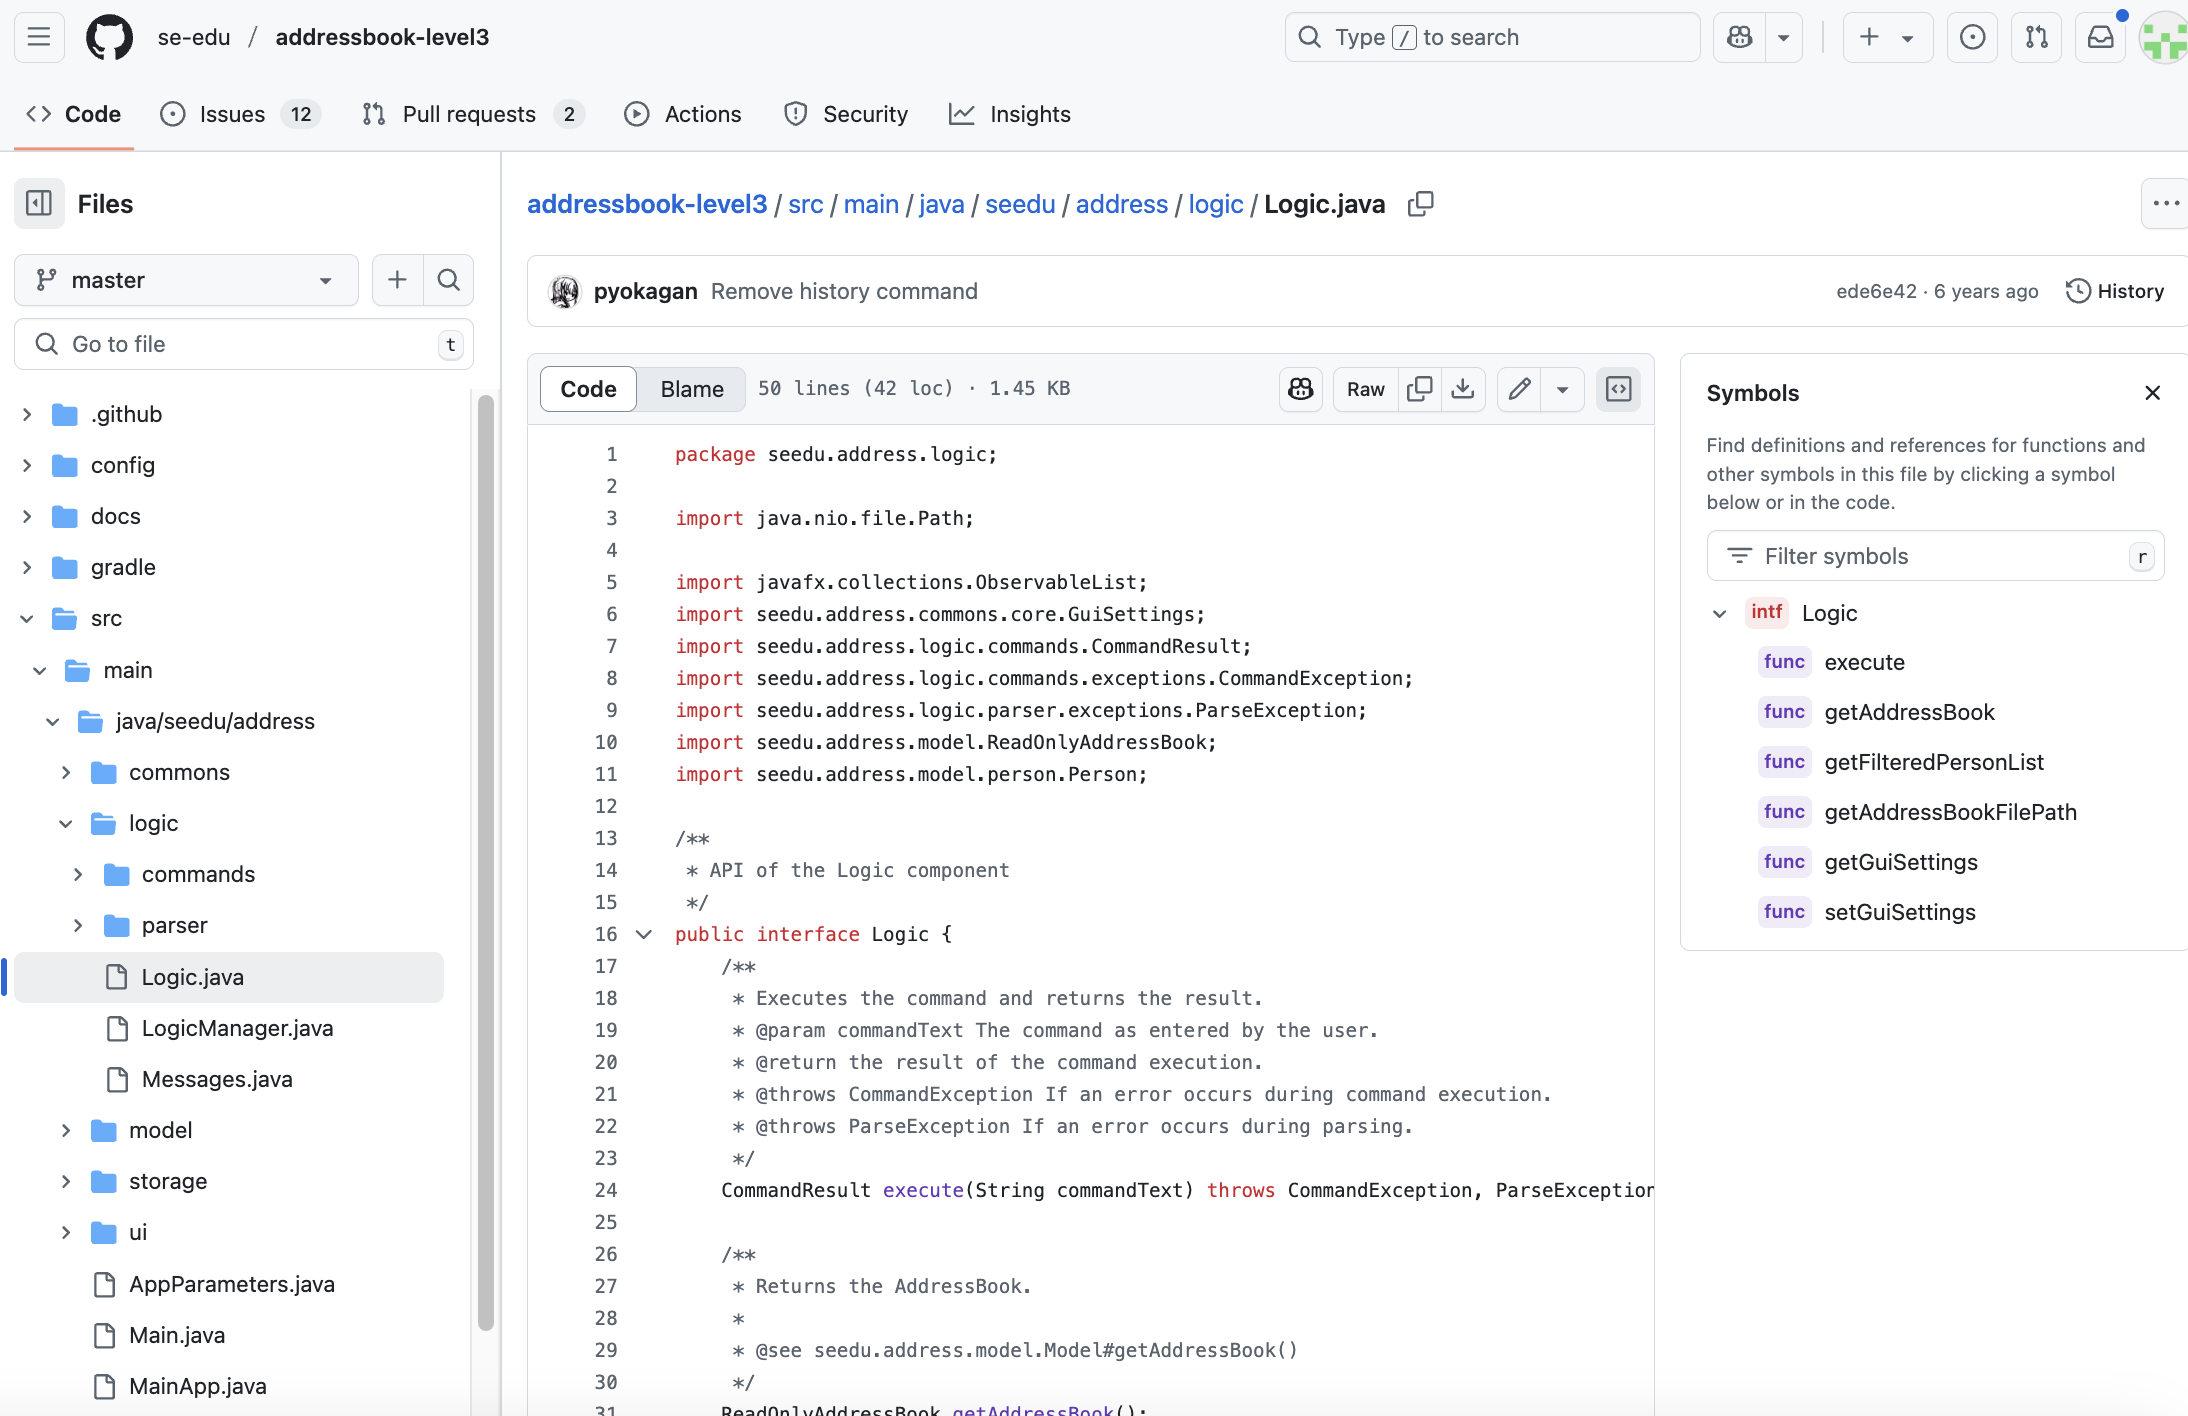 se-edu / addressbook-level3
Type / to search
Code
Issues 12
Pull requests 2
Actions
Security
Insights
Files
master
Go to file t
.github
config
docs
gradle
src
main
java/seedu/address
commons
logic
commands
parser
Logic.java
LogicManager.java
Messages.java
model
storage
ui
AppParameters.java
Main.java
MainApp.java
addressbook-level3 / src / main / java / seedu / address / logic / Logic.java
pyokagan Remove history command
ede6e42 · 6 years ago
History
Code Blame 50 lines (42 loc) · 1.45 KB
Raw
1 package seedu.address.logic;
2
3 import java.nio.file.Path;
4
5 import javafx.collections.ObservableList;
6 import seedu.address.commons.core.GuiSettings;
7 import seedu.address.logic.commands.CommandResult;
8 import seedu.address.logic.commands.exceptions.CommandException;
9 import seedu.address.logic.parser.exceptions.ParseException;
10 import seedu.address.model.ReadOnlyAddressBook;
11 import seedu.address.model.person.Person;
12
13 /**
14 * API of the Logic component
15 */
16 public interface Logic {
17 /**
18 * Executes the command and returns the result.
19 * @param commandText The command as entered by the user.
20 * @return the result of the command execution.
21 * @throws CommandException If an error occurs during command execution.
22 * @throws ParseException If an error occurs during parsing.
23 */
24 CommandResult execute(String commandText) throws CommandException, ParseException
25
26 /**
27 * Returns the AddressBook.
28 *
29 * @see seedu.address.model.Model#getAddressBook()
30 */
31 ReadOnlyAddressBook getAddressBook();
Symbols
Find definitions and references for functions and
other symbols in this file by clicking a symbol
below or in the code.
Filter symbols r
intf Logic
func execute
func getAddressBook
func getFilteredPersonList
func getAddressBookFilePath
func getGuiSettings
func setGuiSettings